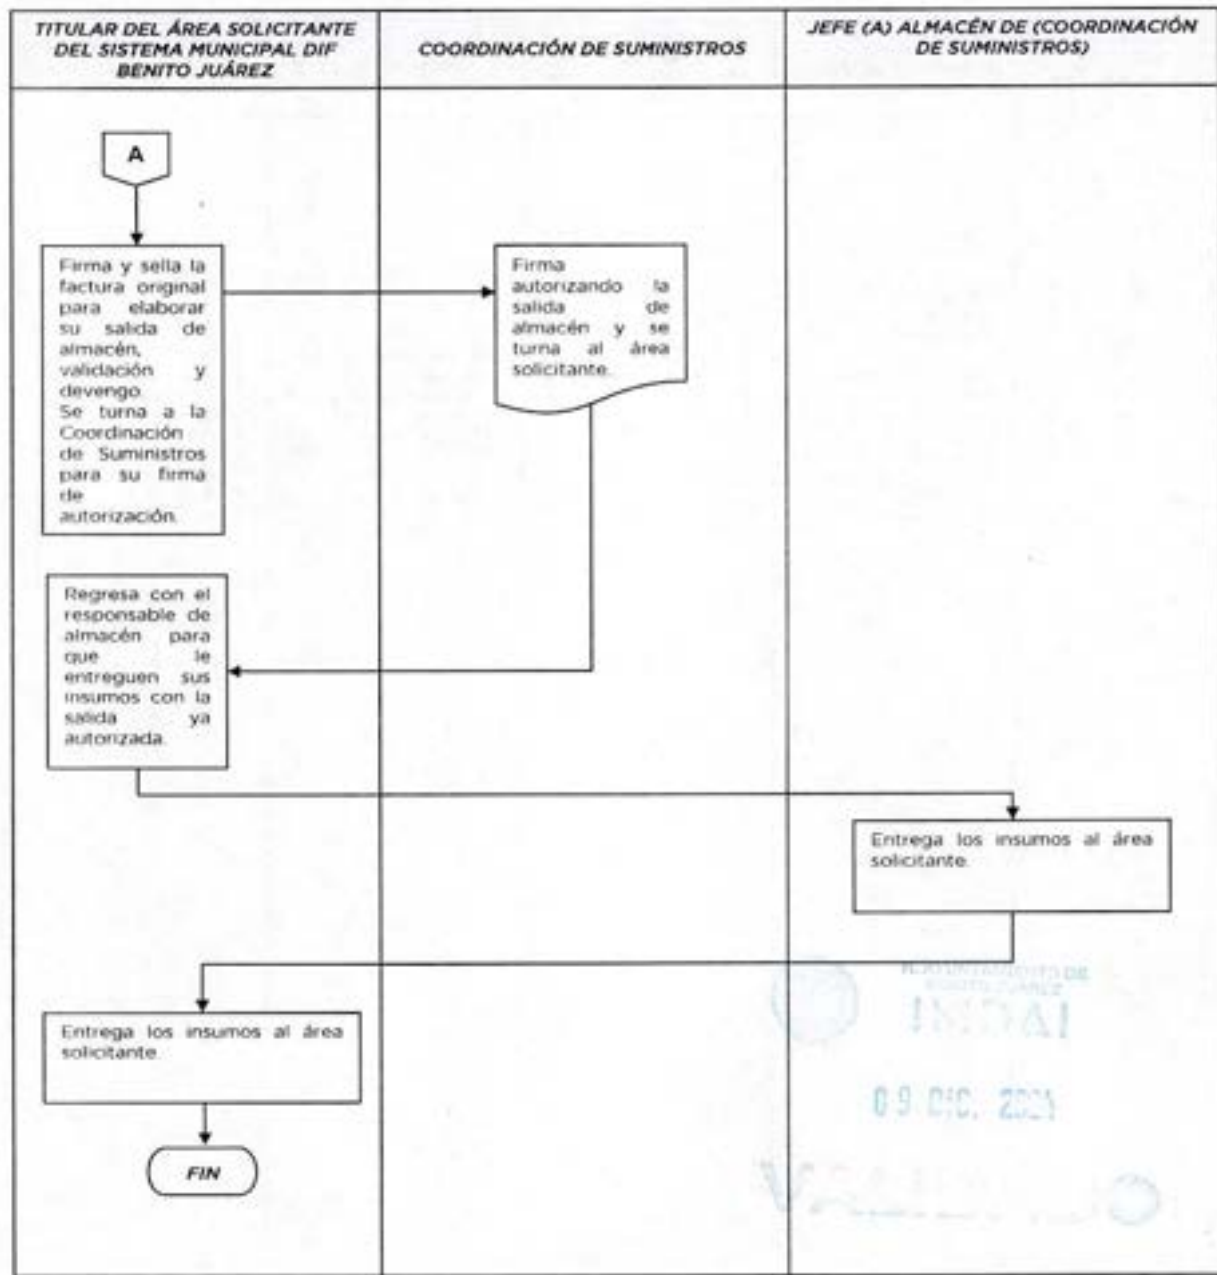 TITULAR DEL ÁREA SOLICITANTE
DEL SISTEMA MUNICIPAL DIF
BENITO JUÁREZ
COORDINACIÓN DE SUMINISTROS
JEFE (A) ALMACÉN DE (COORDINACIÓN
DE SUMINISTROS)
A
Firma y sella la
factura original
para elaborar
su salida de
almacén,
validación y
devengo.
Se turna a la
Coordinación
de Suministros
para su firma
de
autorización.
Firma
autorizando la
salida de
almacén y se
turna al área
solicitante.
Regresa con el
responsable de
almacén para
que le
entreguen sus
insumos con la
salida ya
autorizada.
Entrega los insumos al área
solicitante.
Entrega los insumos al área
solicitante.
FIN
BENITO JUÁREZ
09 DIC.